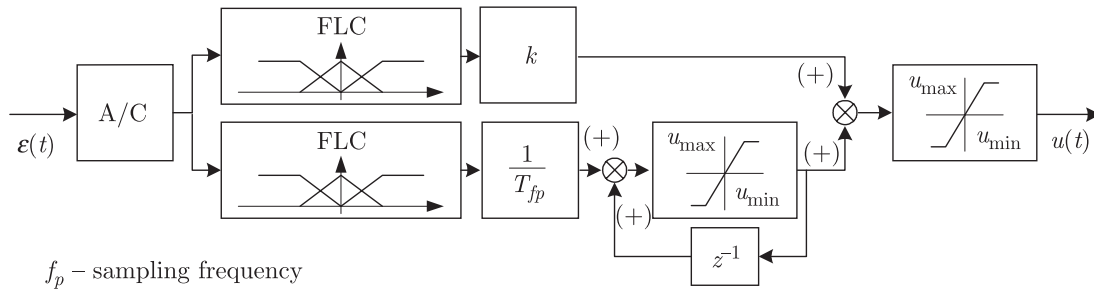 FLC
k
A/C
ε(t)
(+)
u_max
u_min
u(t)
FLC
1
T_fp
(+)
u_max
u_min
(+)
(+)
z⁻¹
f_p – sampling frequency